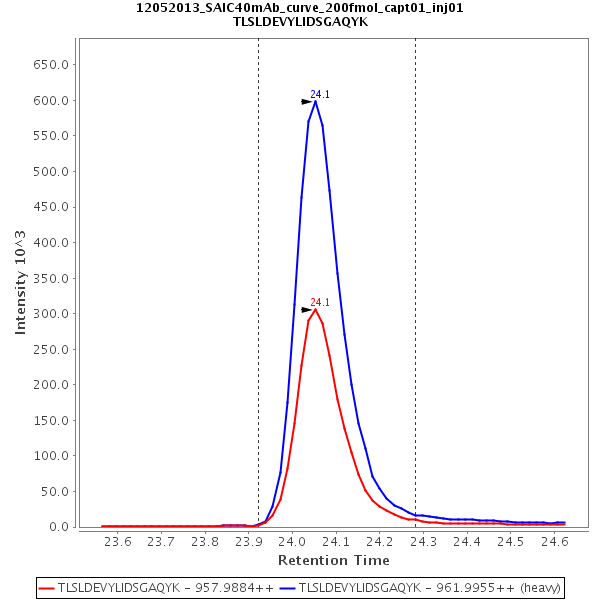 12052013_SAIC40mAb_curve_200fmol_capt01_inj01
TLSLDEVYLIDSGAQYK
650.0
600.0
550.0
500.0
450.0
400.0
350.0
300.0
250.0
200.0
150.0
100.0
50.0
0.0
Intensity 10^3
24.1
24.1
23.6 23.7 23.8 23.9 24.0 24.1 24.2 24.3 24.4 24.5 24.6
Retention Time
TLSLDEVYLIDSGAQYK - 957.9884++ TLSLDEVYLIDSGAQYK - 961.9955++ (heavy)